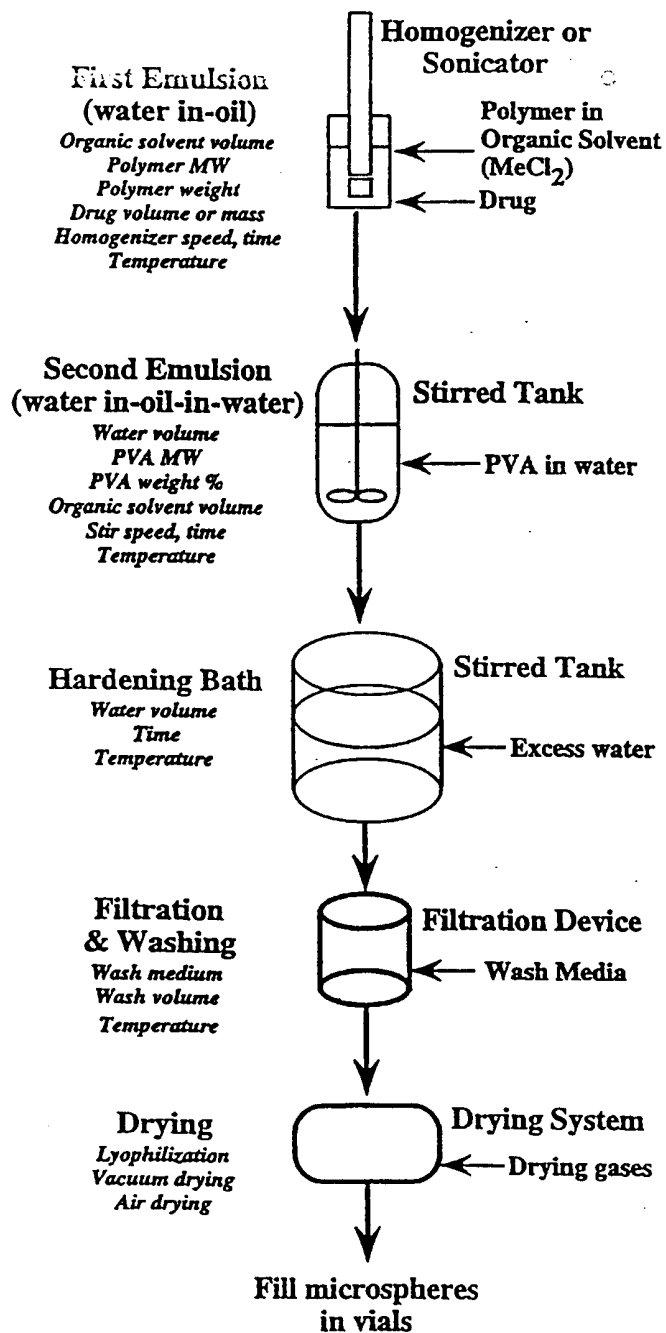 Homogenizer or
Sonicator
First Emulsion
(water in-oil)
Organic solvent volume
Polymer MW
Polymer weight
Drug volume or mass
Homogenizer speed, time
Temperature
Polymer in
Organic Solvent
(MeCl2)
Drug
Second Emulsion
(water in-oil-in-water)
Water volume
PVA MW
PVA weight %
Organic solvent volume
Stir speed, time
Temperature
Stirred Tank
PVA in water
Hardening Bath
Water volume
Time
Temperature
Stirred Tank
Excess water
Filtration
& Washing
Wash medium
Wash volume
Temperature
Filtration Device
Wash Media
Drying
Lyophilization
Vacuum drying
Air drying
Drying System
Drying gases
Fill microspheres
in vials